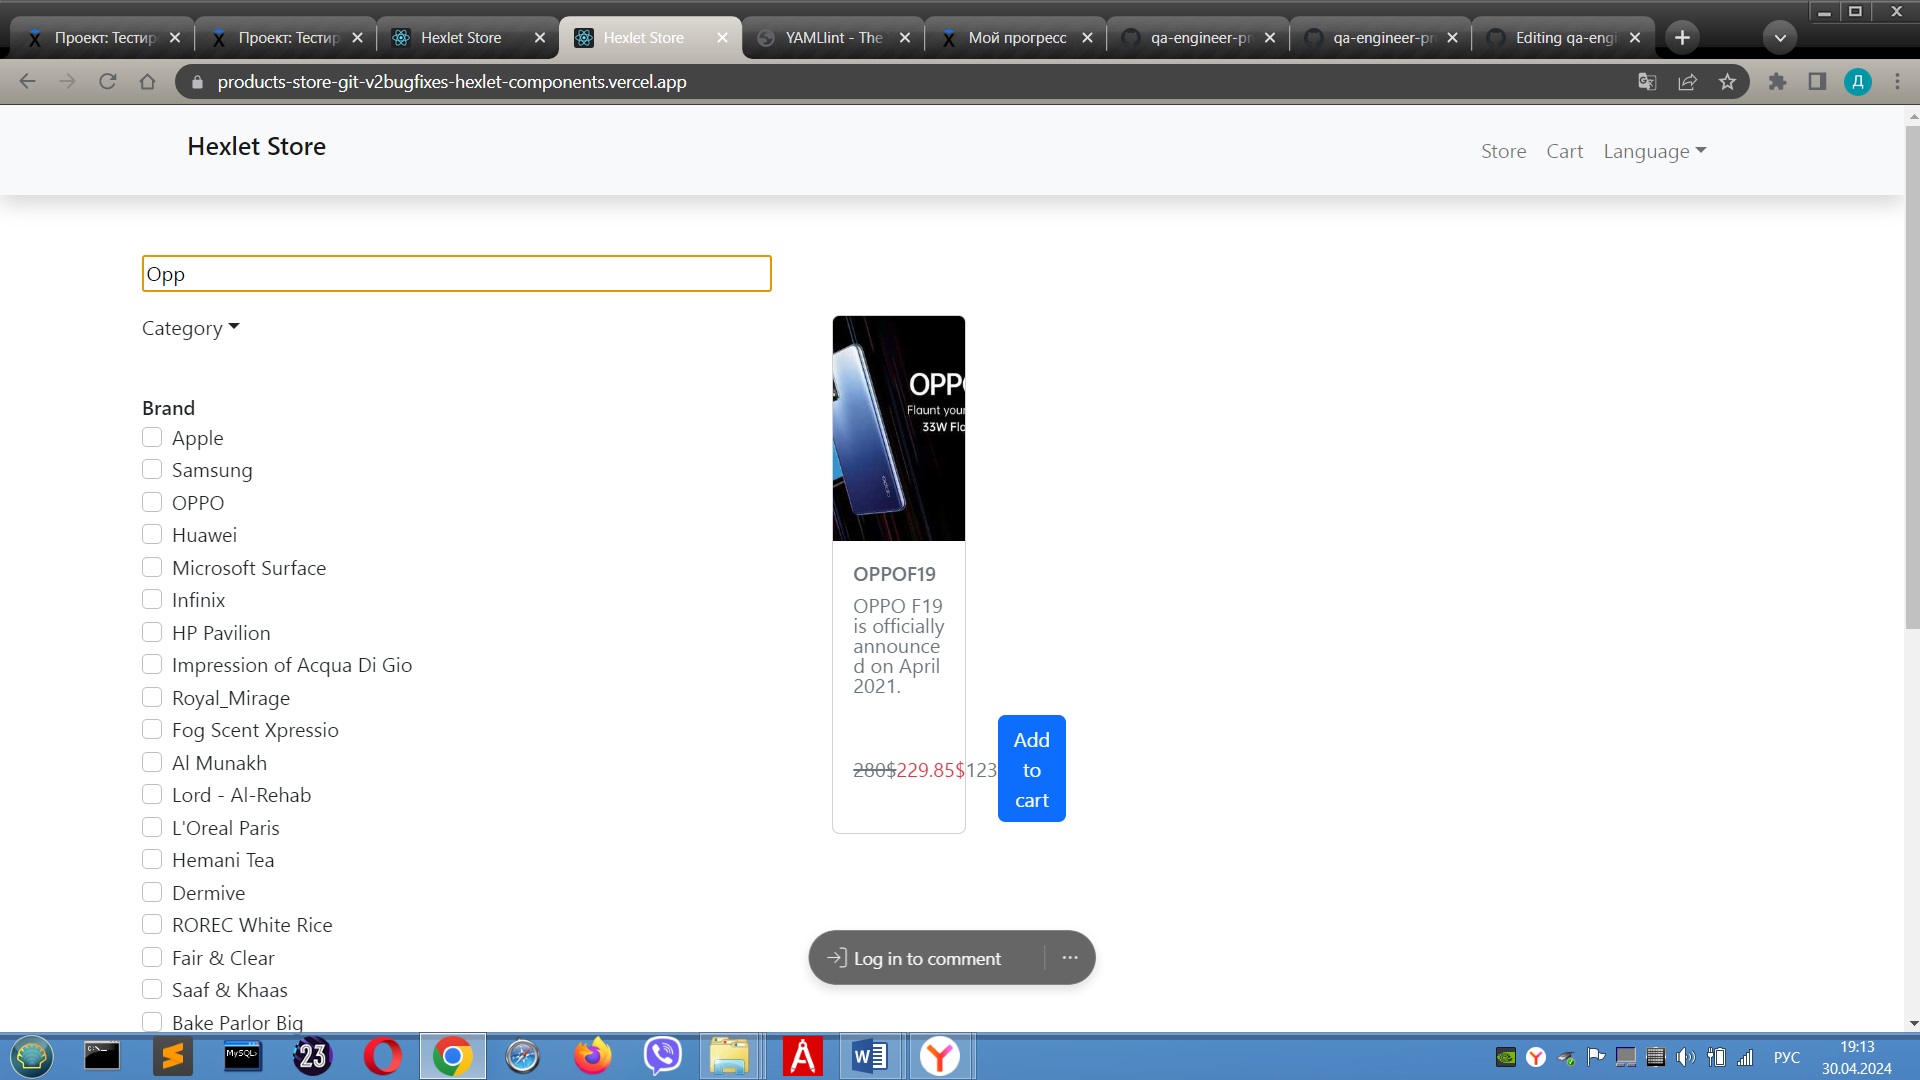 Проект: Тестир
Проект: Тестир
Hexlet Store
Hexlet Store
YAMLlint - The
Мой прогресс
qa-engineer-pr
qa-engineer-pr
Editing qa-engi
products-store-git-v2bugfixes-hexlet-components.vercel.app
Д
Hexlet Store
Store
Cart
Language
Opp
Category
Brand
Apple
Samsung
OPPO
Huawei
Microsoft Surface
Infinix
HP Pavilion
Impression of Acqua Di Gio
Royal_Mirage
Fog Scent Xpressio
Al Munakh
Lord - Al-Rehab
L'Oreal Paris
Hemani Tea
Dermive
ROREC White Rice
Fair & Clear
Saaf & Khaas
Bake Parlor Big
OPPO
Flaunt your
33W Fla
OPPOF19
OPPO F19
is officially
announce
d on April
2021.
280$229.85$123
Add
to
cart
Log in to comment
MySQL
23
РУС
19:13
30.04.2024